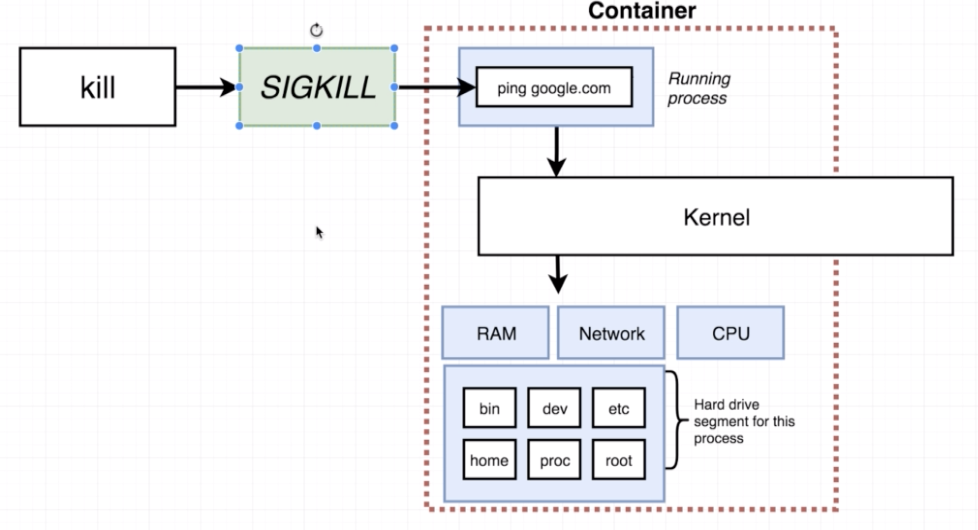 Container
kill
SIGKILL
ping google.com
Running
process
Kernel
RAM
Network
CPU
bin
dev
etc
home
proc
root
Hard drive
segment for this
process